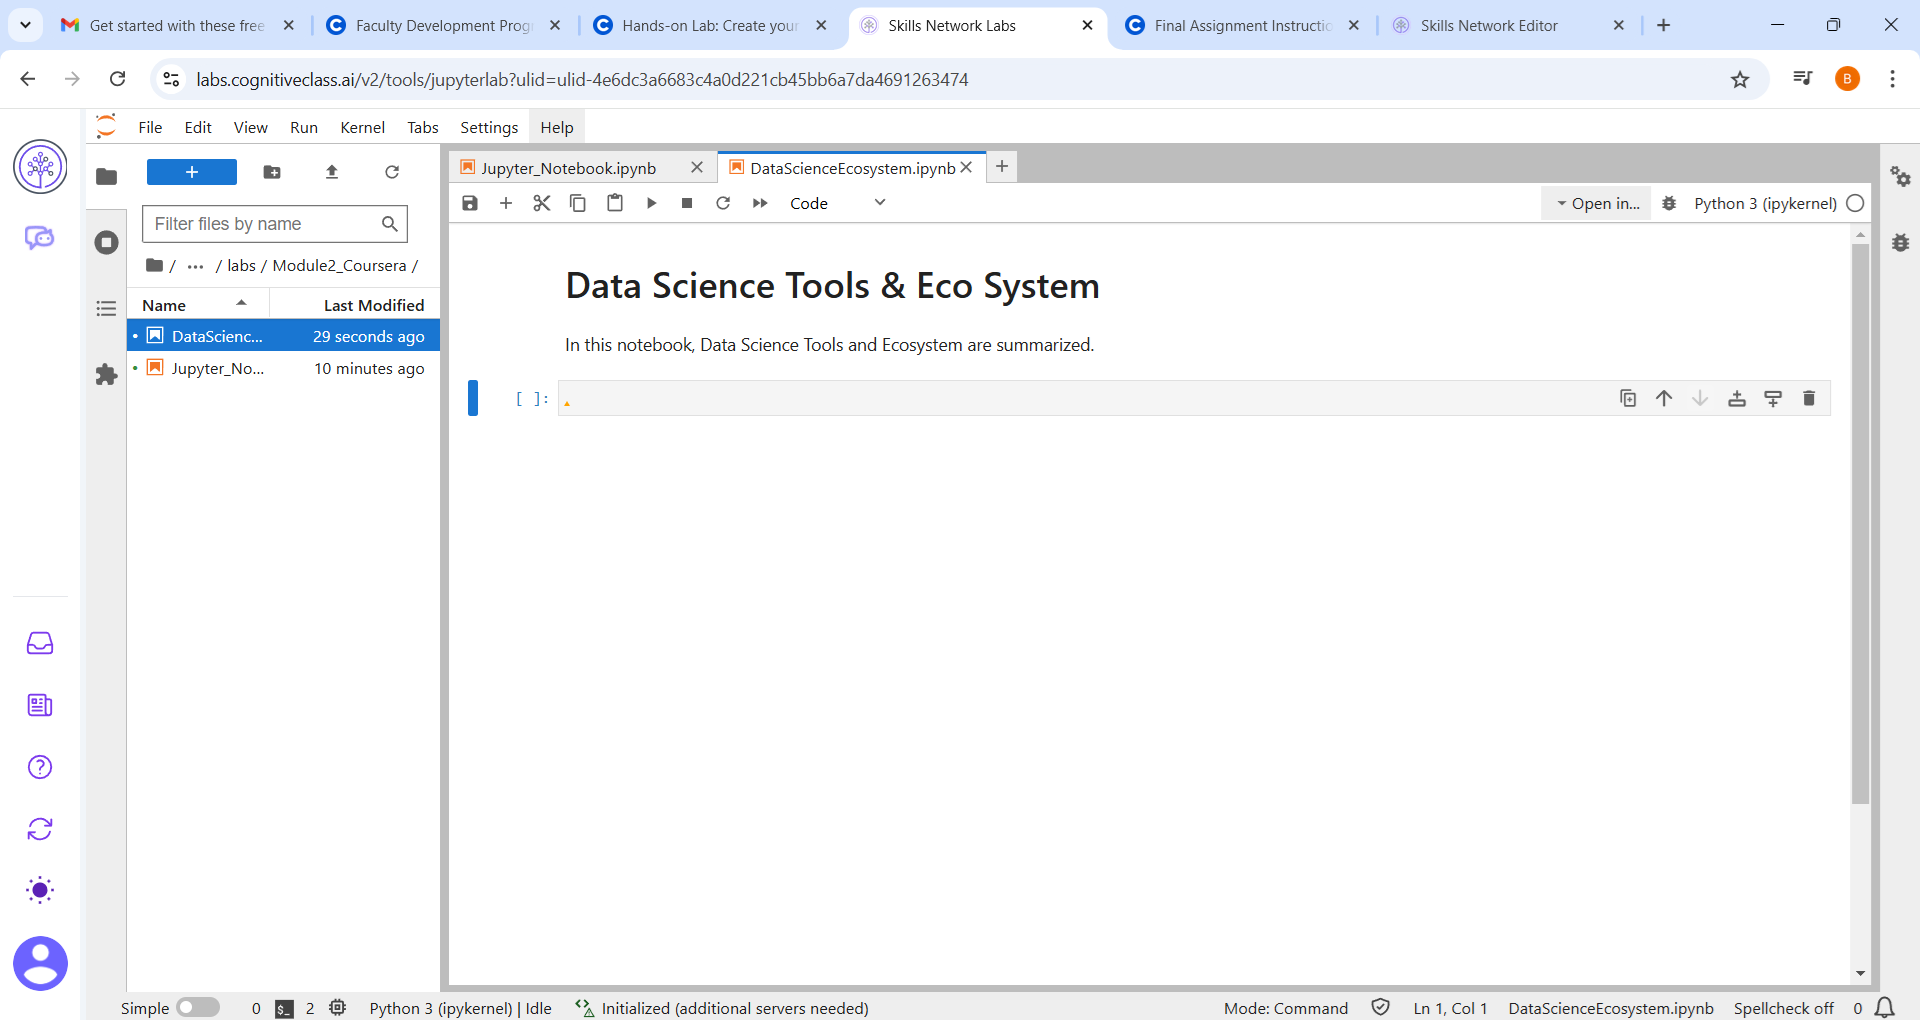 Get started with these free
Faculty Development Prog
Hands-on Lab: Create your
Skills Network Labs
Final Assignment Instructio
Skills Network Editor
labs.cognitiveclass.ai/v2/tools/jupyterlab?ulid=ulid-4e6dc3a6683c4a0d221cb45bb6a7da4691263474
B
File Edit View Run Kernel Tabs Settings Help
Filter files by name
/ ... / labs / Module2_Coursera /
Name Last Modified
DataScienc... 29 seconds ago
Jupyter_No... 10 minutes ago
Jupyter_Notebook.ipynb
DataScienceEcosystem.ipynb
Code
Open in...
Python 3 (ipykernel)
Data Science Tools & Eco System
In this notebook, Data Science Tools and Ecosystem are summarized.
[ ]:
Simple 0 $_ 2 Python 3 (ipykernel) | Idle Initialized (additional servers needed) Mode: Command Ln 1, Col 1 DataScienceEcosystem.ipynb Spellcheck off 0